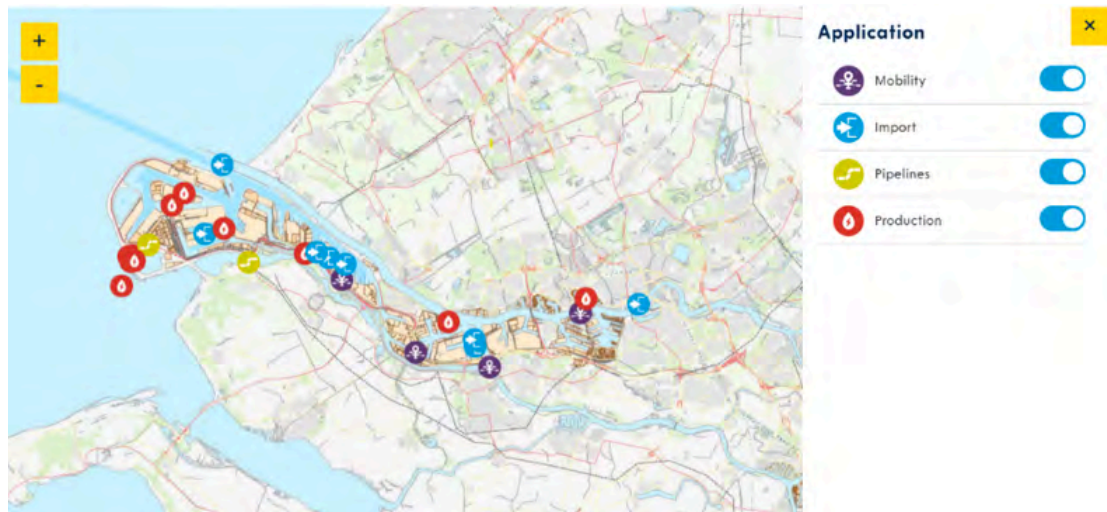 +
-
Application
×
Mobility
Import
Pipelines
Production